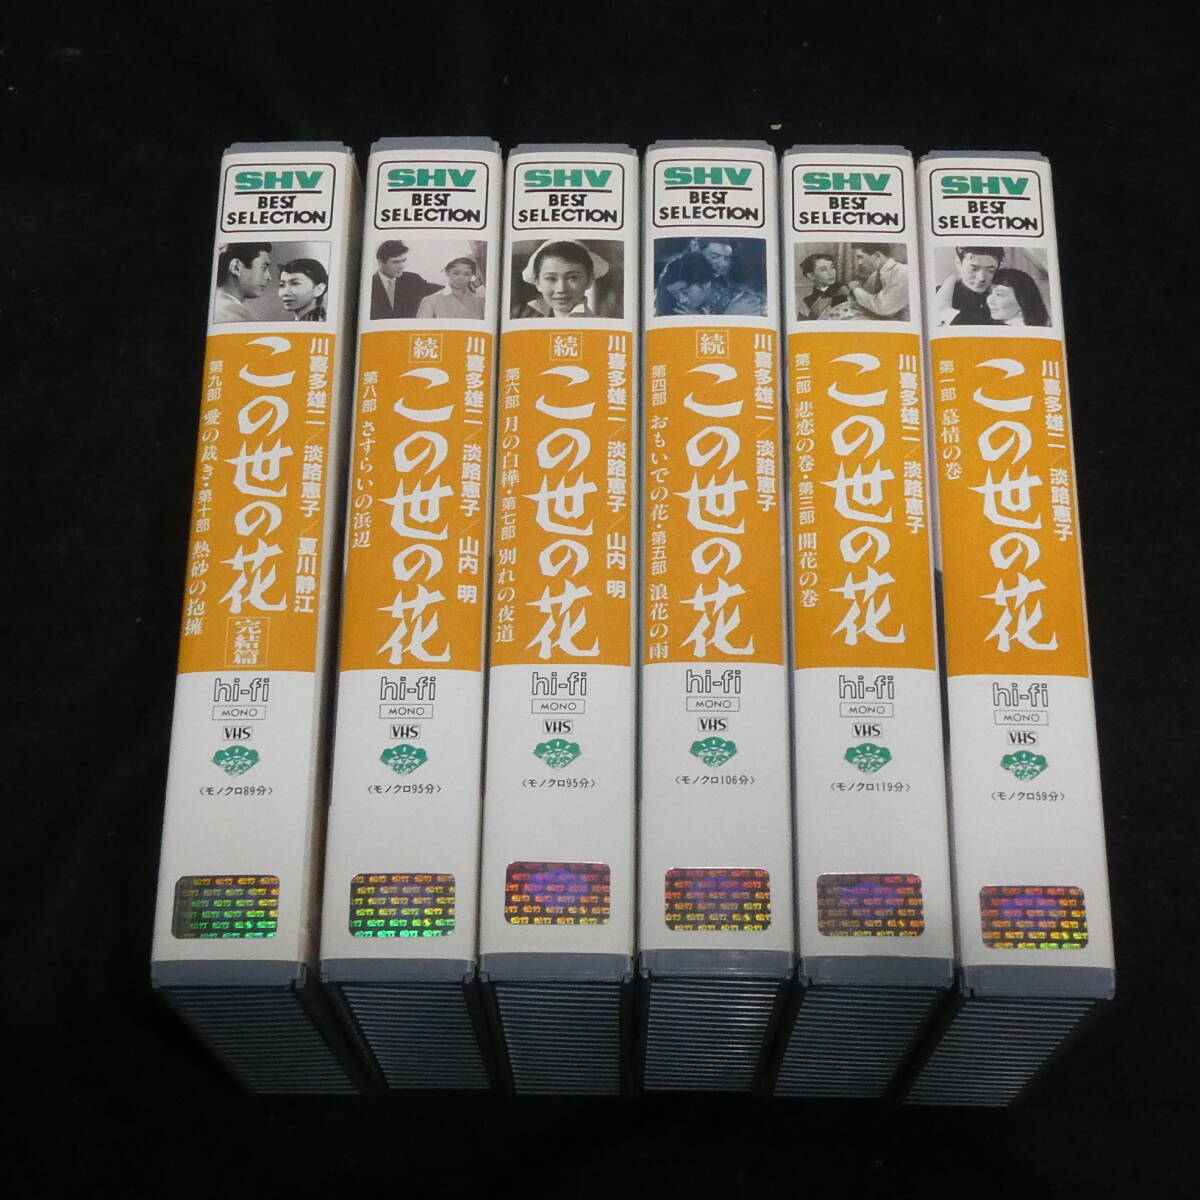 SHV
BEST
SELECTION
川喜多雄二／淡路恵子／夏川静江
この世の花
完結篇
第九部 愛の裁き・第十部 熱砂の抱擁
hi-fi
MONO
VHS
〈モノクロ89分〉
松竹
SHV
BEST
SELECTION
川喜多雄二／淡路恵子／山内 明
続
この世の花
第八部 さすらいの浜辺
hi-fi
MONO
VHS
〈モノクロ95分〉
松竹
SHV
BEST
SELECTION
川喜多雄二／淡路恵子／山内 明
続
この世の花
第六部 月の白樺・第七部 別れの夜道
hi-fi
MONO
VHS
〈モノクロ95分〉
松竹
SHV
BEST
SELECTION
川喜多雄二／淡路恵子
続
この世の花
第四部 おもいでの花・第五部 浪花の雨
hi-fi
MONO
VHS
〈モノクロ106分〉
松竹
SHV
BEST
SELECTION
川喜多雄二／淡路恵子
この世の花
第二部 悲恋の巻・第三部 開花の巻
hi-fi
MONO
VHS
〈モノクロ119分〉
松竹
SHV
BEST
SELECTION
川喜多雄二／淡路恵子
この世の花
第一部 慕情の巻
hi-fi
MONO
VHS
〈モノクロ59分〉
松竹